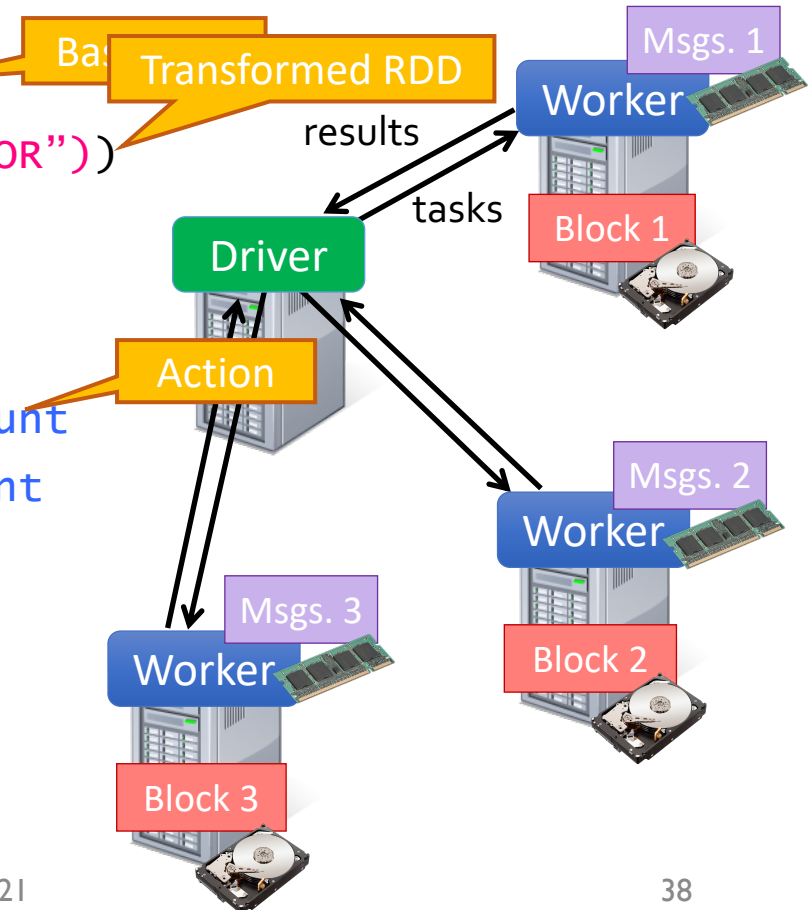 Bas
Transformed RDD
Msgs. 1
Worker
OR”))
results
tasks
Block 1
Driver
Action
unt
nt
Msgs. 2
Worker
Msgs. 3
Worker
Block 2
Block 3
21
38